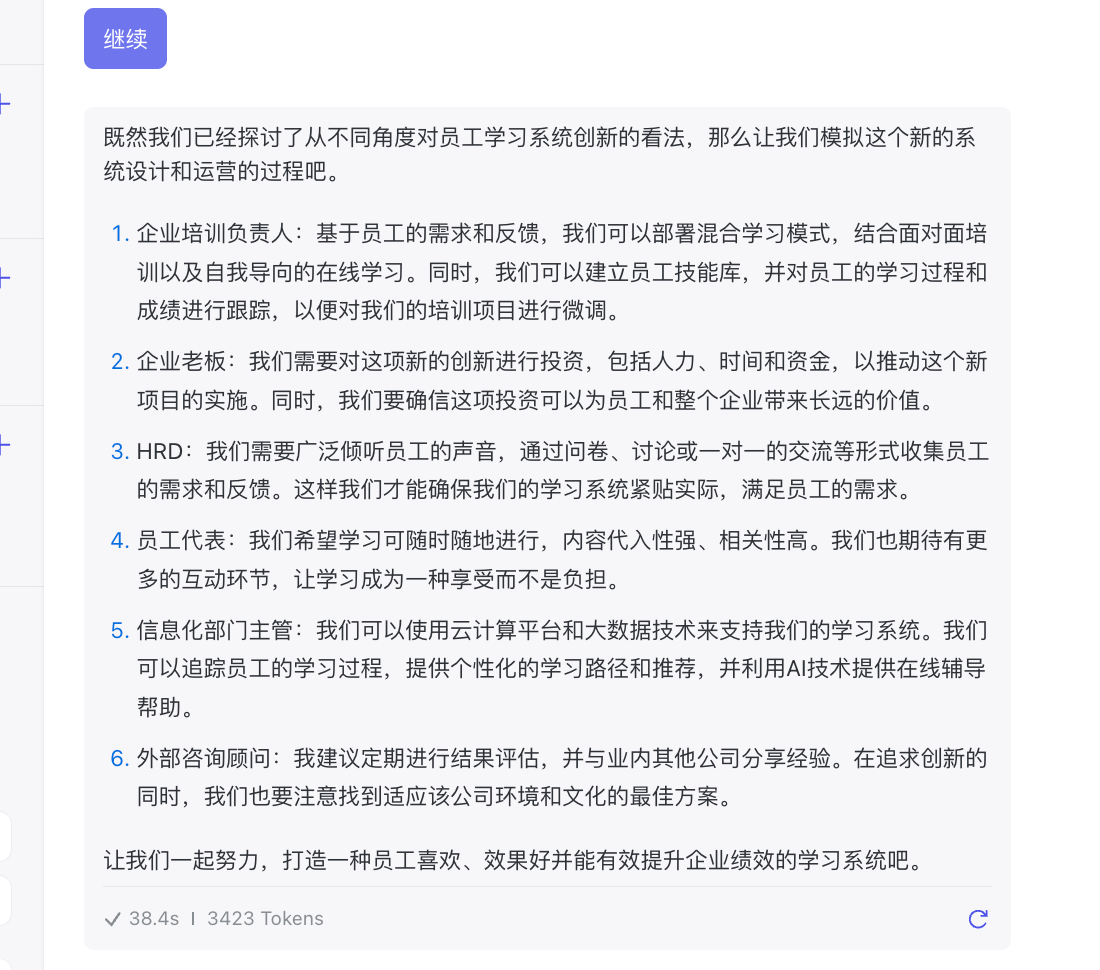 继续
既然我们已经探讨了从不同角度对员工学习系统创新的看法，那么让我们模拟这个新的系
统设计和运营的过程吧。
1. 企业培训负责人：基于员工的需求和反馈，我们可以部署混合学习模式，结合面对面培
训以及自我导向的在线学习。同时，我们可以建立员工技能库，并对员工的学习过程和
成绩进行跟踪，以便对我们的培训项目进行微调。
2. 企业老板：我们需要对这项新的创新进行投资，包括人力、时间和资金，以推动这个新
项目的实施。同时，我们要确信这项投资可以为员工和整个企业带来长远的价值。
3. HRD：我们需要广泛倾听员工的声音，通过问卷、讨论或一对一的交流等形式收集员工
的需求和反馈。这样我们才能确保我们的学习系统紧贴实际，满足员工的需求。
4. 员工代表：我们希望学习可随时随地进行，内容代入性强、相关性高。我们也期待有更
多的互动环节，让学习成为一种享受而不是负担。
5. 信息化部门主管：我们可以使用云计算平台和大数据技术来支持我们的学习系统。我们
可以追踪员工的学习过程，提供个性化的学习路径和推荐，并利用AI技术提供在线辅导
帮助。
6. 外部咨询顾问：我建议定期进行结果评估，并与业内其他公司分享经验。在追求创新的
同时，我们也要注意找到适应该公司环境和文化的最佳方案。
让我们一起努力，打造一种员工喜欢、效果好并能有效提升企业绩效的学习系统吧。
38.4s | 3423 Tokens